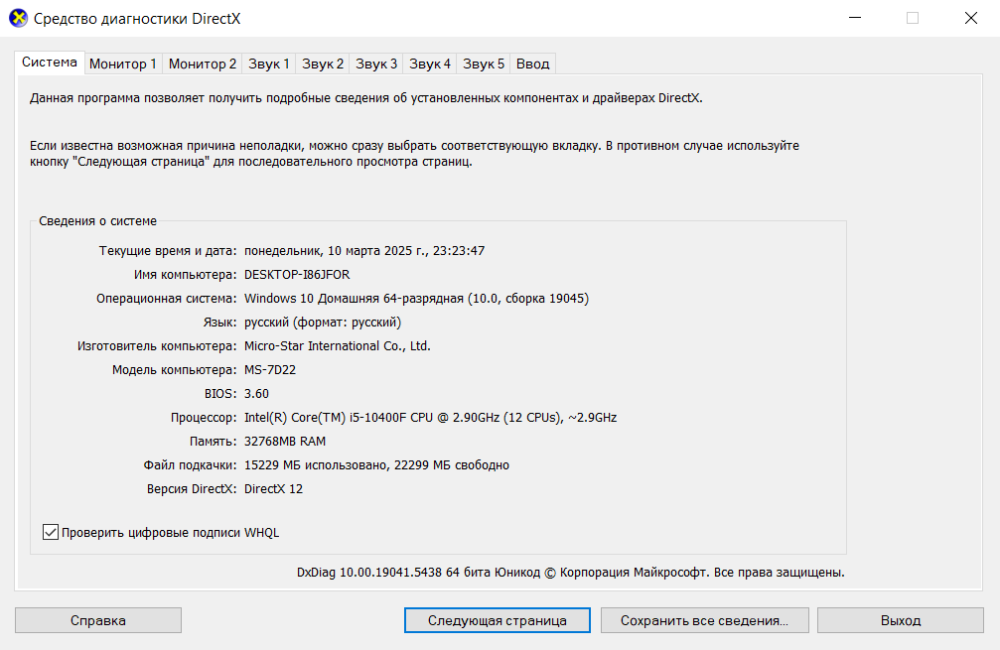 Средство диагностики DirectX
Система Монитор 1 Монитор 2 Звук 1 Звук 2 Звук 3 Звук 4 Звук 5 Ввод
Данная программа позволяет получить подробные сведения об установленных компонентах и драйверах DirectX.
Если известна возможная причина неполадки, можно сразу выбрать соответствующую вкладку. В противном случае используйте
кнопку "Следующая страница" для последовательного просмотра страниц.
Сведения о системе
Текущие время и дата: понедельник, 10 марта 2025 г., 23:23:47
Имя компьютера: DESKTOP-I86JFOR
Операционная система: Windows 10 Домашняя 64-разрядная (10.0, сборка 19045)
Язык: русский (формат: русский)
Изготовитель компьютера: Micro-Star International Co., Ltd.
Модель компьютера: MS-7D22
BIOS: 3.60
Процессор: Intel(R) Core(TM) i5-10400F CPU @ 2.90GHz (12 CPUs), ~2.9GHz
Память: 32768MB RAM
Файл подкачки: 15229 МБ использовано, 22299 МБ свободно
Версия DirectX: DirectX 12
Проверить цифровые подписи WHQL
DxDiag 10.00.19041.5438 64 бита Юникод © Корпорация Майкрософт. Все права защищены.
Справка Следующая страница Сохранить все сведения... Выход